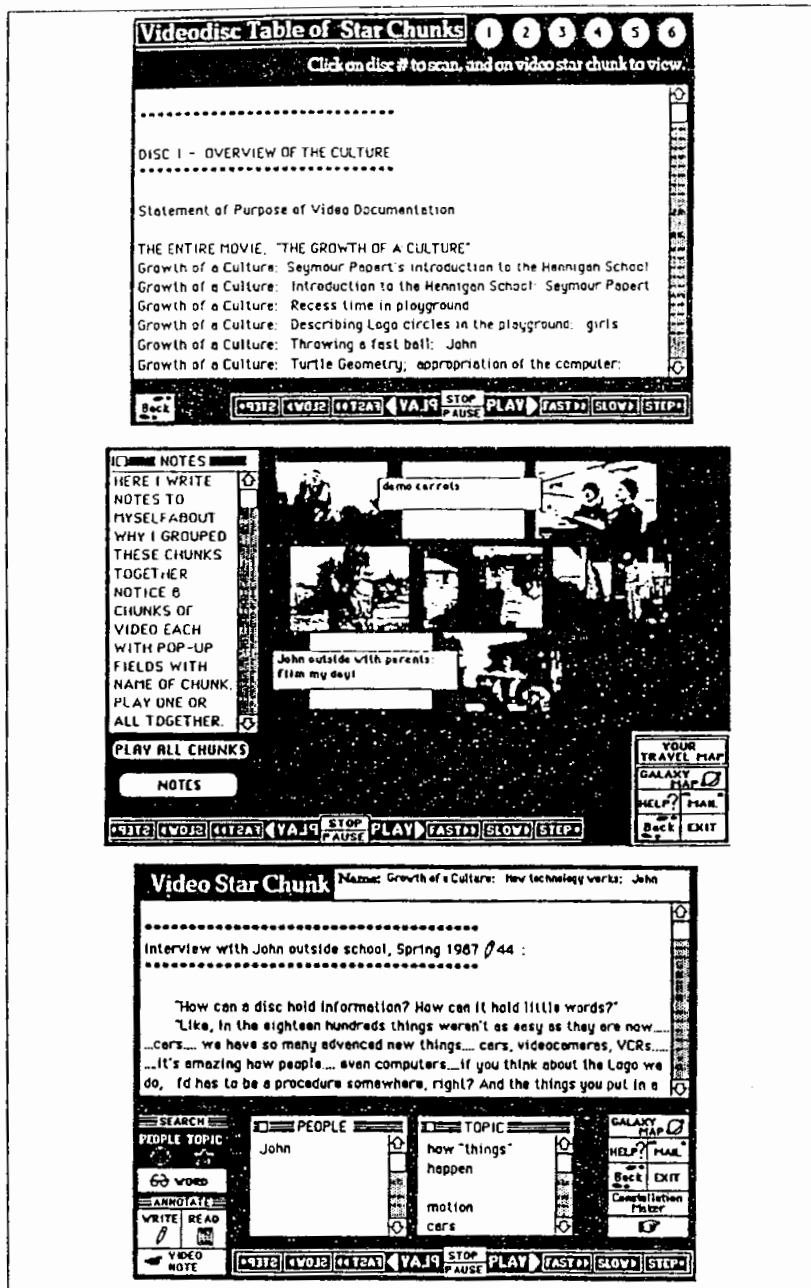 Videodisc Table of Star Chunks 1 2 3 4 5 6
Click on disc # to scan, and on video star chunk to view.
DISC 1 - OVERVIEW OF THE CULTURE
Statement of Purpose of Video Documentation
THE ENTIRE MOVIE, "THE GROWTH OF A CULTURE"
Growth of a Culture: Seymour Papert's introduction to the Hennigan School
Growth of a Culture: Introduction to the Hennigan School: Seymour Papert
Growth of a Culture: Recess time in playground
Growth of a Culture: Describing Logo circles in the playground: girls
Growth of a Culture: Throwing a fast ball: John
Growth of a Culture: Turtle Geometry; appropriation of the computer:
Back STEP SLOW FAST PLAY STOP PAUSE PLAY FAST SLOW STEP
NOTES
HERE I WRITE
NOTES TO
MYSELF ABOUT
WHY I GROUPED
THESE CHUNKS
TOGETHER
NOTICE 8
CHUNKS OF
VIDEO EACH
WITH POP-UP
FIELDS WITH
NAME OF CHUNK.
PLAY ONE OR
ALL TOGETHER.
PLAY ALL CHUNKS
NOTES
demo carrots
John outside with parents:
film my day!
YOUR
TRAVEL MAP
GALAXY
MAP
HELP? MAIL
Back EXIT
STEP SLOW FAST PLAY STOP PAUSE PLAY FAST SLOW STEP
Video Star Chunk Name: Growth of a Culture: How technology works: John
Interview with John outside school, Spring 1987 44 :
"How can a disc hold information? How can it hold little words?"
"Like, in the eighteen hundreds things weren't as easy as they are now....
...cars.... we have so many advanced new things.... cars, videocameras, VCRs....
....it's amazing how people.... even computers....if you think about the Logo we
do, I'd has to be a procedure somewhere, right? And the things you put in a
SEARCH
PEOPLE TOPIC
WORD
ANNOTATE
WRITE READ
VIDEO
NOTE
PEOPLE
John
TOPIC
how "things"
happen
motion
cars
GALAXY
MAP
HELP? MAIL
Back EXIT
Constellation
Maker
STEP SLOW FAST PLAY STOP PAUSE PLAY FAST SLOW STEP